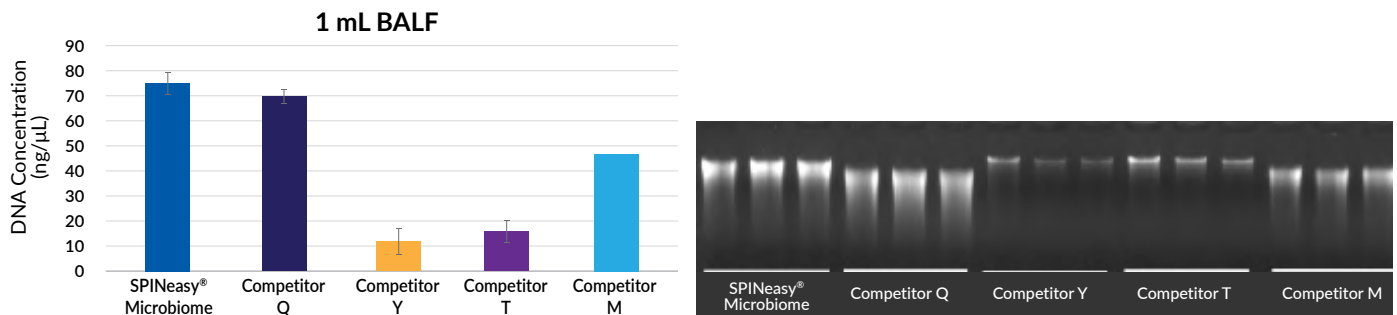 1 mL BALF
DNA Concentration
(ng/µL)
90
80
70
60
50
40
30
20
10
0
SPINeasy®
Microbiome
Competitor
Q
Competitor
Y
Competitor
T
Competitor
M
SPINeasy®
Microbiome
Competitor Q
Competitor Y
Competitor T
Competitor M